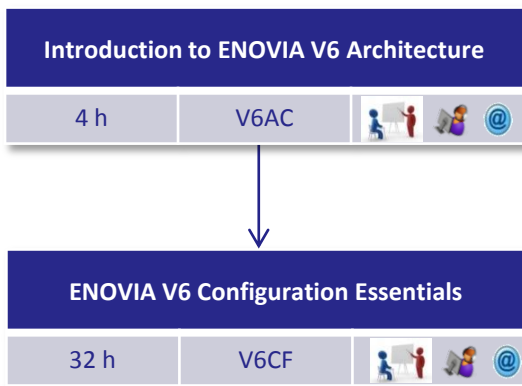 Introduction to ENOVIA V6 Architecture
4 h V6AC @
ENOVIA V6 Configuration Essentials
32 h V6CF @